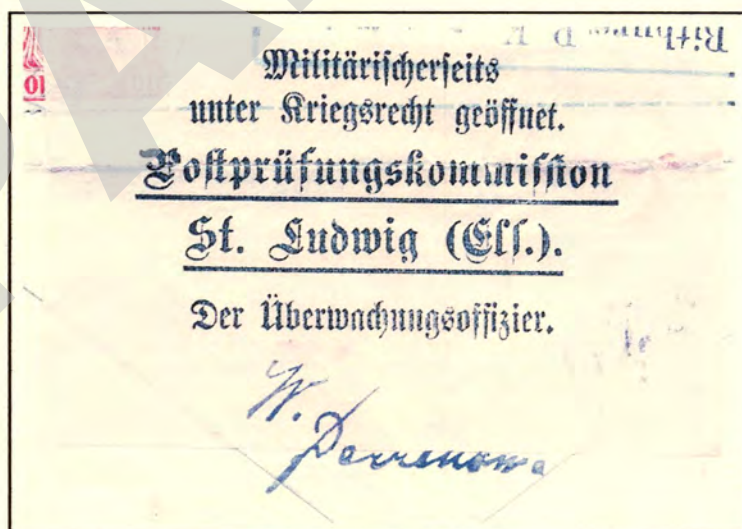 Militärischerseits
unter Kriegsrecht geöffnet.
Postprüfungskommission
St. Ludwig (Els.).
Der Überwachungsoffizier.
W.